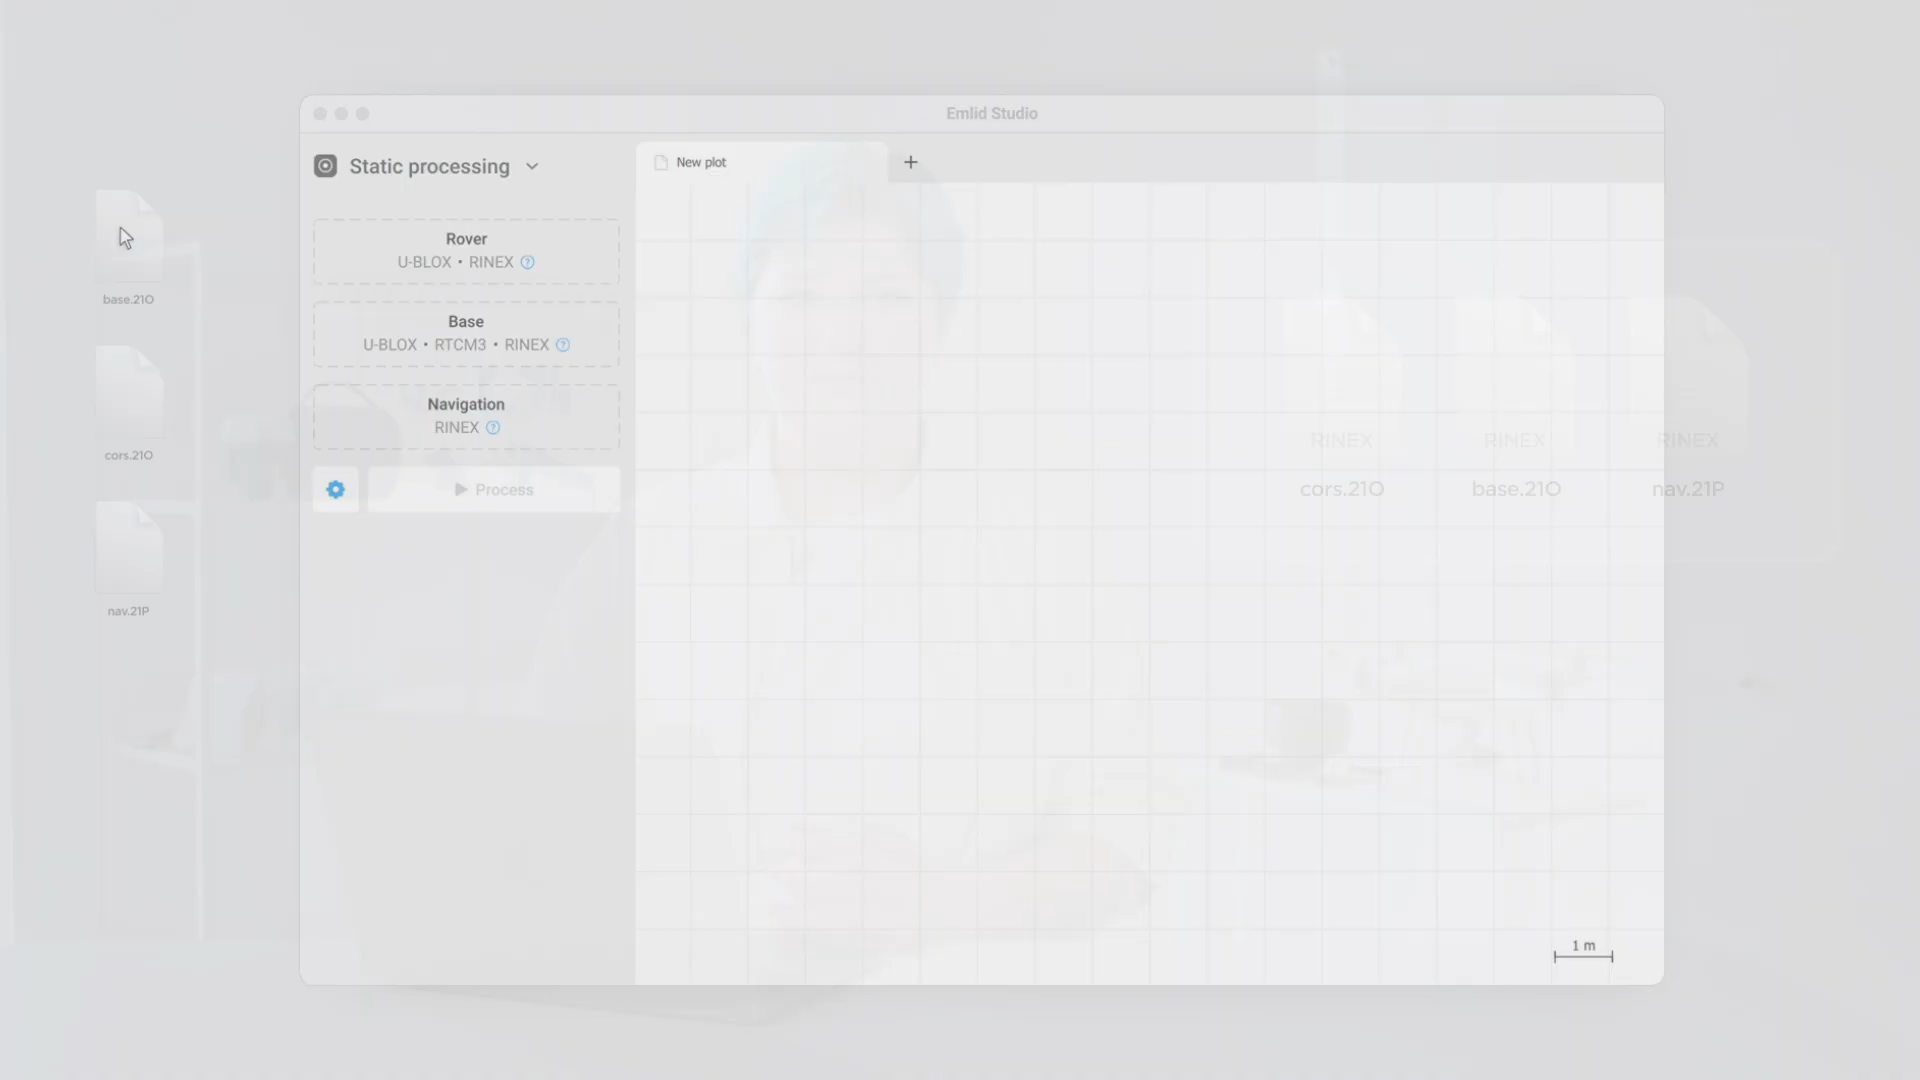 Emlid Studio
Static processing
New plot
+
Rover
U-BLOX • RINEX ?
Base
U-BLOX • RTCM3 • RINEX ?
Navigation
RINEX ?
Process
base.21O
cors.21O
nav.21P
RINEX
RINEX
RINEX
cors.21O
base.21O
nav.21P
1 m